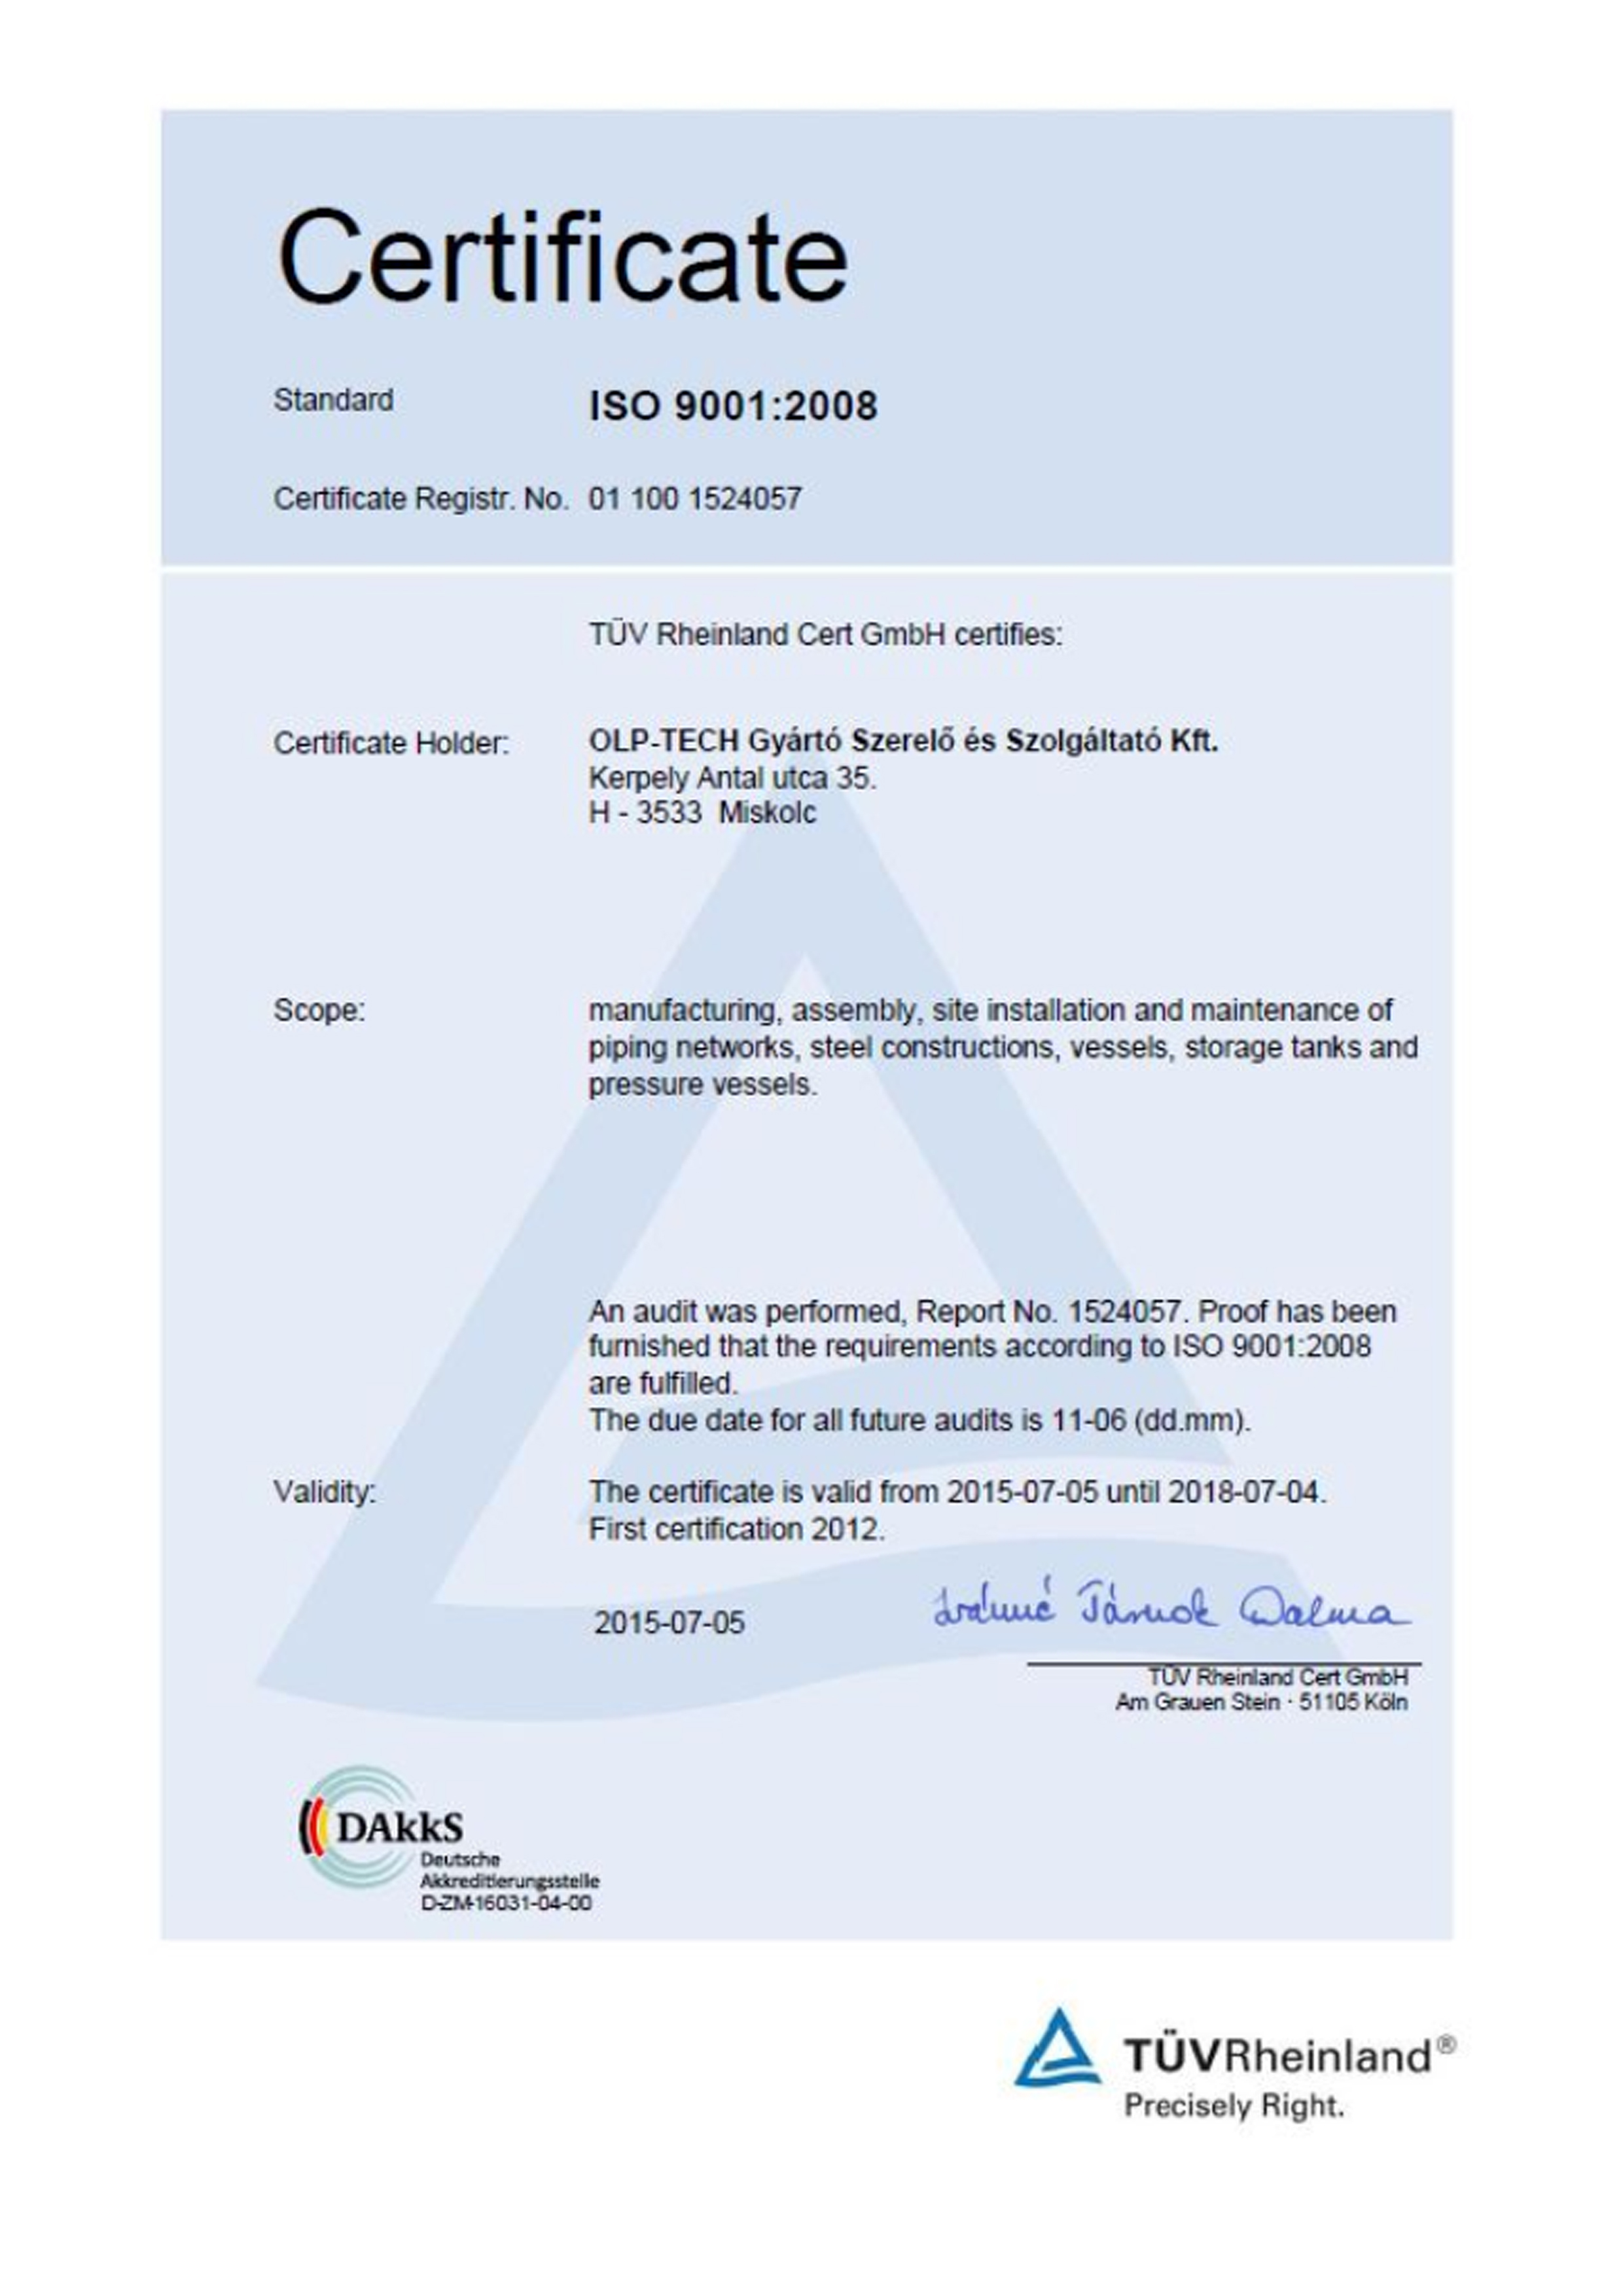 Certificate
Standard ISO 9001:2008
Certificate Registr. No. 01 100 1524057
TÜV Rheinland Cert GmbH certifies:
Certificate Holder: OLP-TECH Gyártó Szerelő és Szolgáltató Kft.
Kerpely Antal utca 35.
H - 3533 Miskolc
Scope: manufacturing, assembly, site installation and maintenance of
piping networks, steel constructions, vessels, storage tanks and
pressure vessels.
An audit was performed, Report No. 1524057. Proof has been
furnished that the requirements according to ISO 9001:2008
are fulfilled.
The due date for all future audits is 11-06 (dd.mm).
Validity: The certificate is valid from 2015-07-05 until 2018-07-04.
First certification 2012.
2015-07-05 Tárnok Dalma
TÜV Rheinland Cert GmbH
Am Grauen Stein · 51105 Köln
DAkkS
Deutsche
Akkreditierungsstelle
D-ZM-16031-04-00
TÜVRheinland®
Precisely Right.